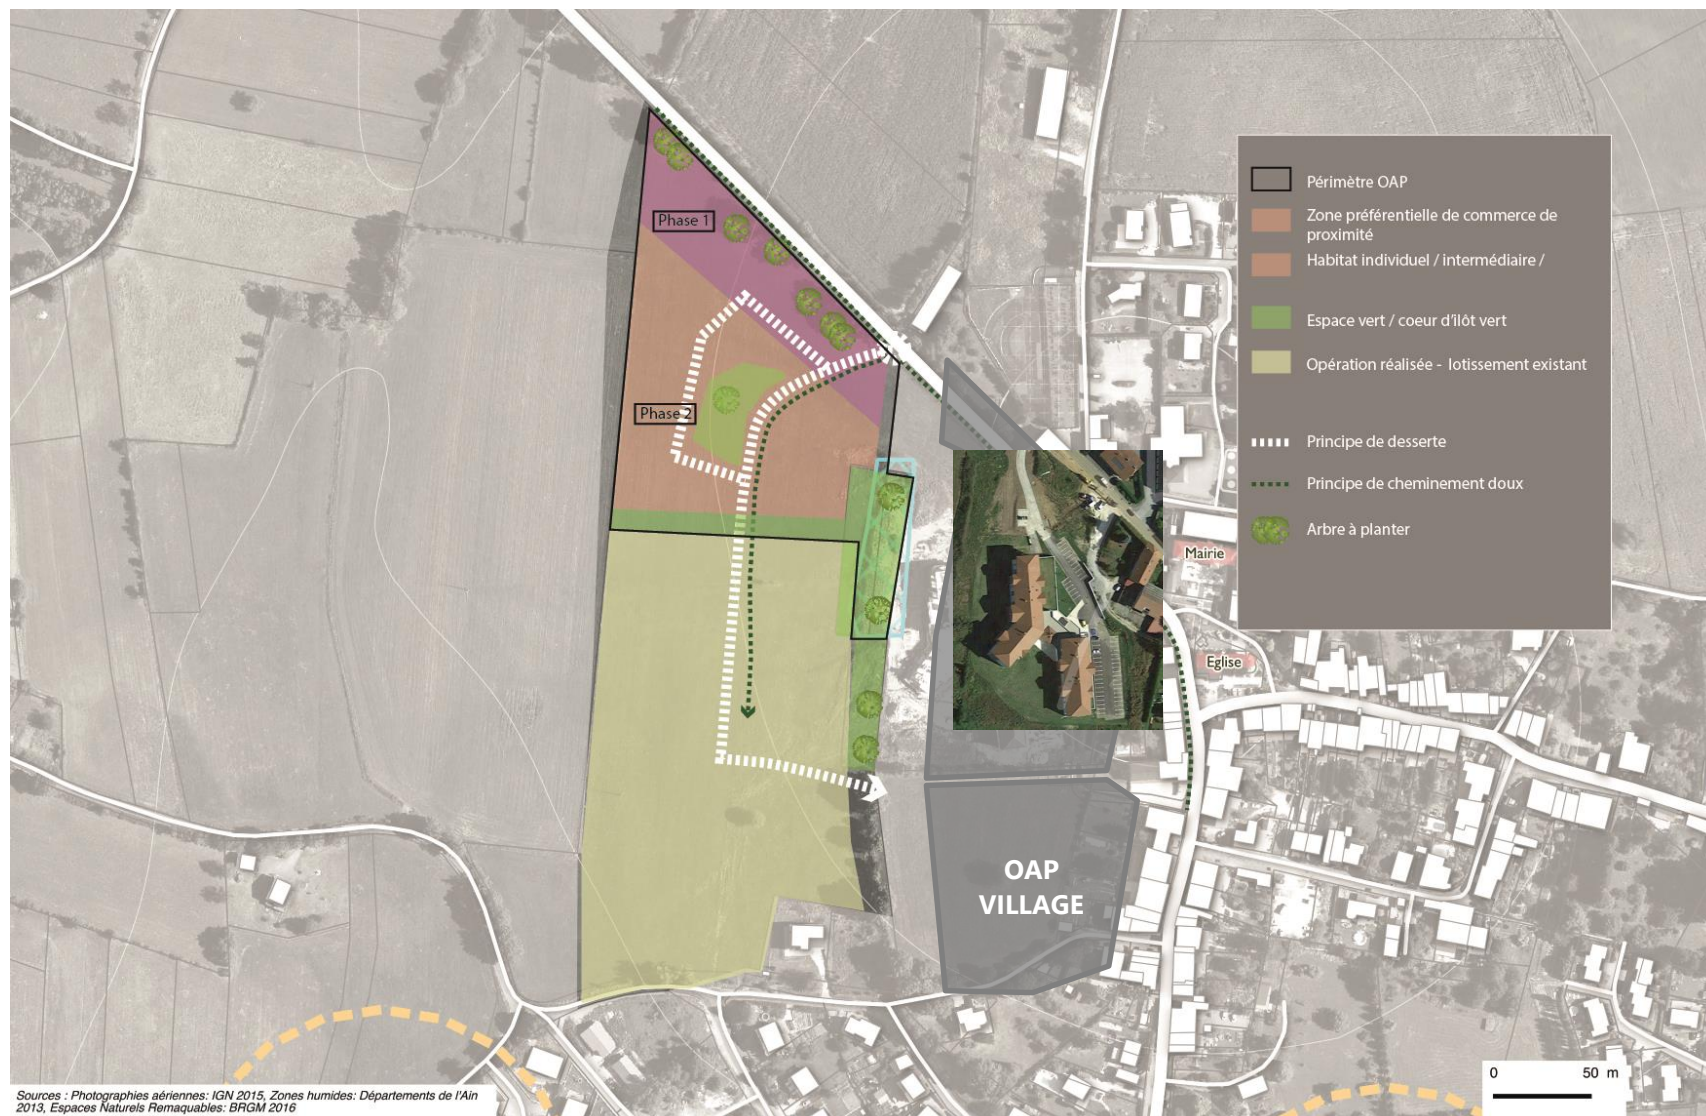 Phase 1
Phase 2
Périmètre OAP
Zone préférentielle de commerce de
proximité
Habitat individuel / intermédiaire /
Espace vert / coeur d'ilôt vert
Opération réalisée - lotissement existant
Principe de desserte
Principe de cheminement doux
Arbre à planter
Mairie
Eglise
OAP
VILLAGE
0 50 m
Sources : Photographies aériennes: IGN 2015, Zones humides: Départements de l'Ain
2013, Espaces Naturels Remaquables: BRGM 2016